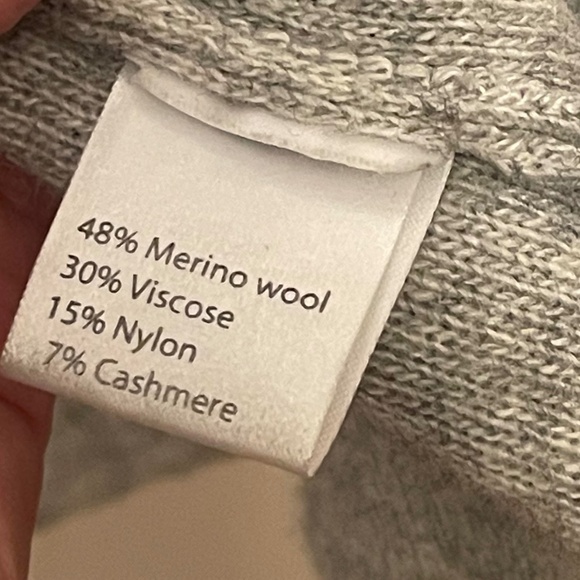 48% Merino wool
30% Viscose
15% Nylon
7% Cashmere